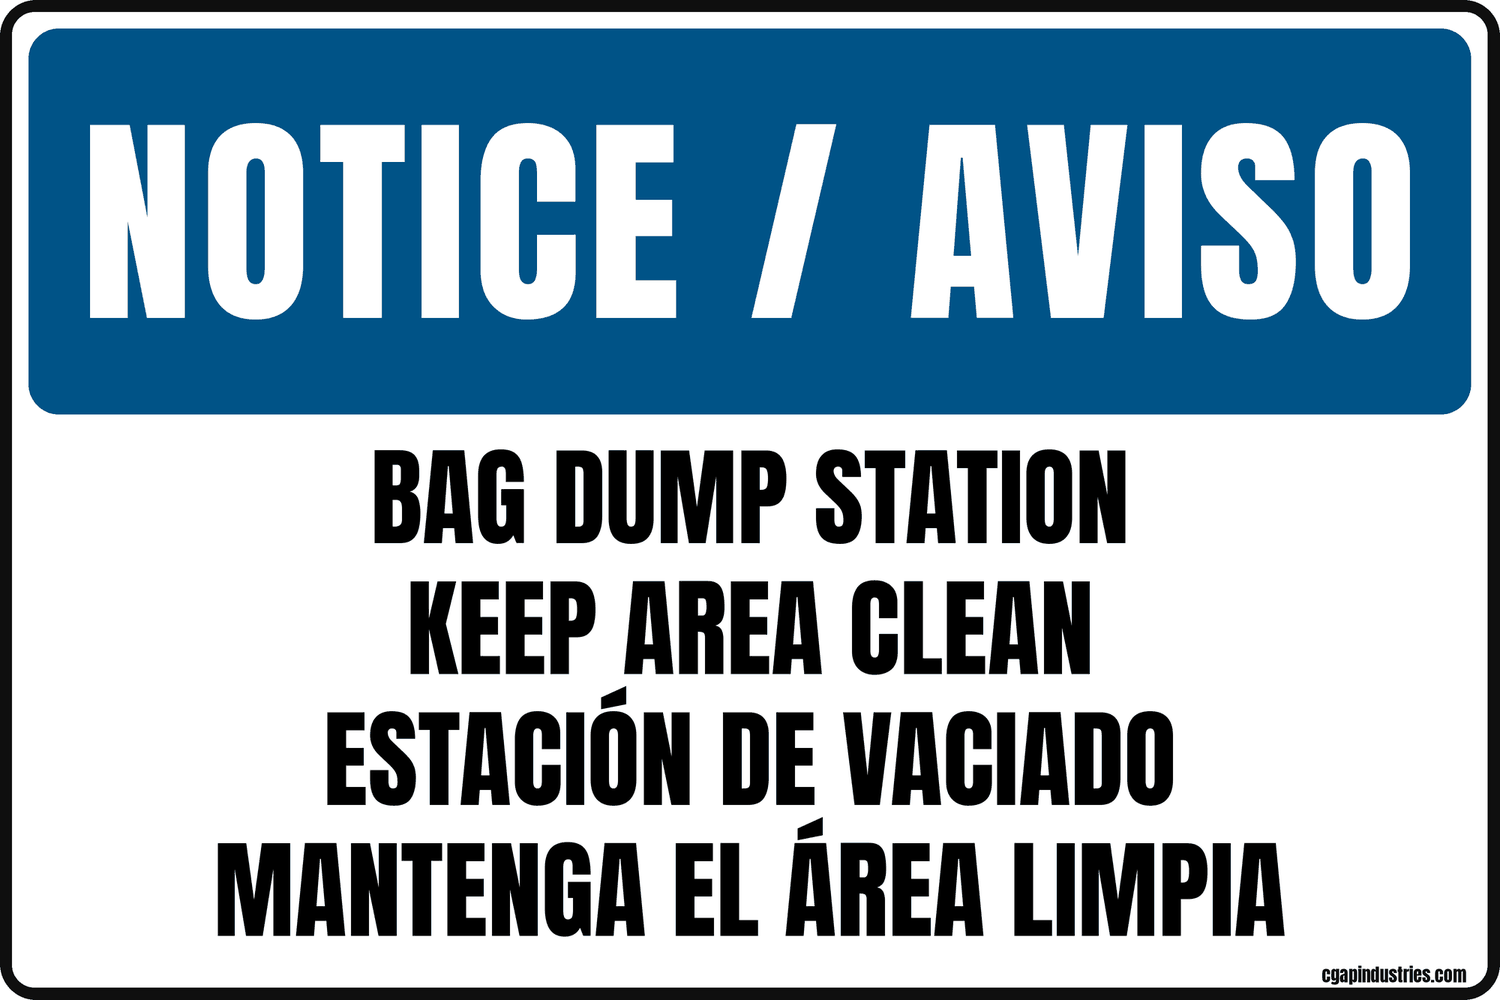 NOTICE / AVISO
BAG DUMP STATION
KEEP AREA CLEAN
ESTACIÓN DE VACIADO
MANTENGA EL ÁREA LIMPIA
cgapindustries.com